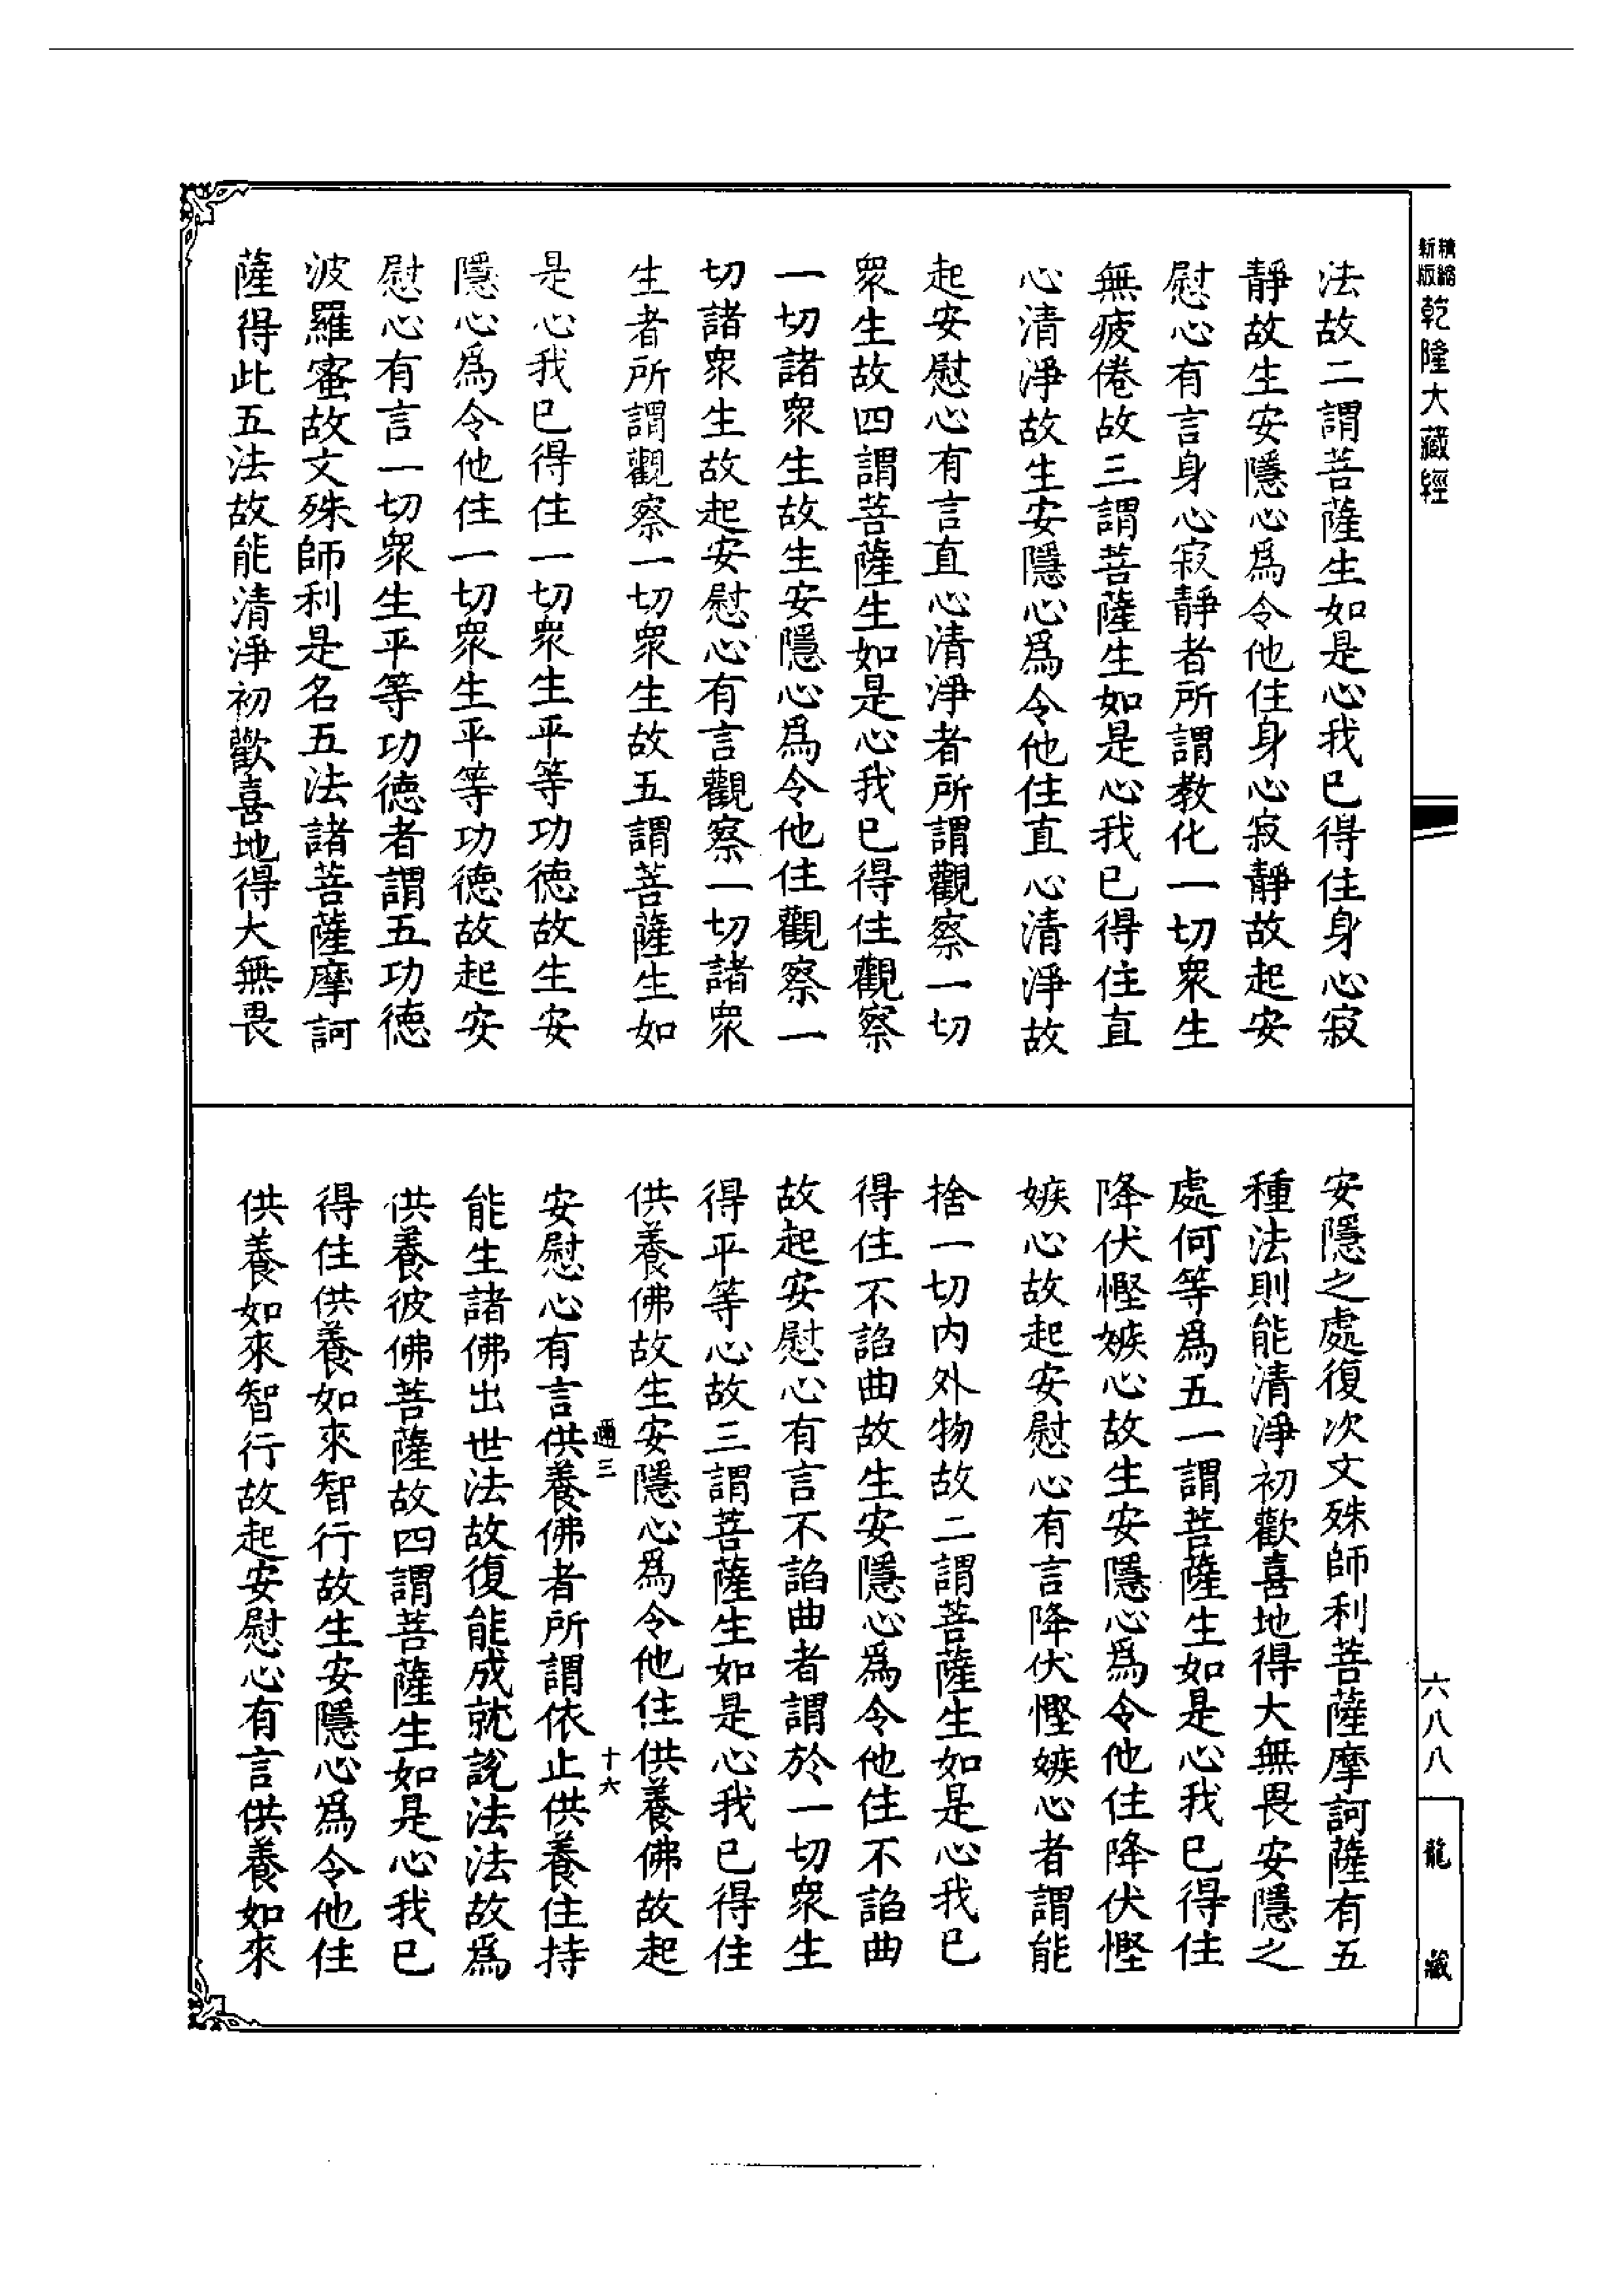 精縮
新版
乾隆大藏經
法故二謂菩薩生如是心我已得住身心寂
靜故生安隱心爲令他住身心寂靜故起安
慰心有言身心寂靜者所謂教化一切衆生
無疲倦故三謂菩薩生如是心我已得住直
心清淨故生安隱心爲令他住直心清淨故
起安慰心有言直心清淨者所謂觀察一切
衆生故四謂菩薩生如是心我已得住觀察
一切諸衆生故生安隱心爲令他住觀察一
切諸衆生故起安慰心有言觀察一切諸衆
生者所謂觀察一切衆生故五謂菩薩生如
是心我已得住一切衆生平等功德故生安
隱心爲令他住一切衆生平等功德故起安
慰心有言一切衆生平等功德者謂五功德
波羅蜜故文殊師利是名五法諸菩薩摩訶
薩得此五法故能清淨初歡喜地得大無畏
安隱之處復次文殊師利菩薩摩訶薩有五
種法則能清淨初歡喜地得大無畏安隱之
處何等爲五一謂菩薩生如是心我已得住
降伏慳嫉心故生安隱心爲令他住降伏慳
嫉心故起安慰心有言降伏慳嫉心者謂能
捨一切内外物故二謂菩薩生如是心我已
得住不諂曲故生安隱心爲令他住不諂曲
故起安慰心有言不諂曲者謂於一切衆生
得平等心故三謂菩薩生如是心我已得住
供養佛故生安隱心爲令他住供養佛故起
邇三
十六
安慰心有言供養佛者所謂依止供養住持
能生諸佛出世法故復能成就説法法故爲
供養彼佛菩薩故四謂菩薩生如是心我已
得住供養如來智行故生安隱心爲令他住
供養如來智行故起安慰心有言供養如來
六八八
龍藏